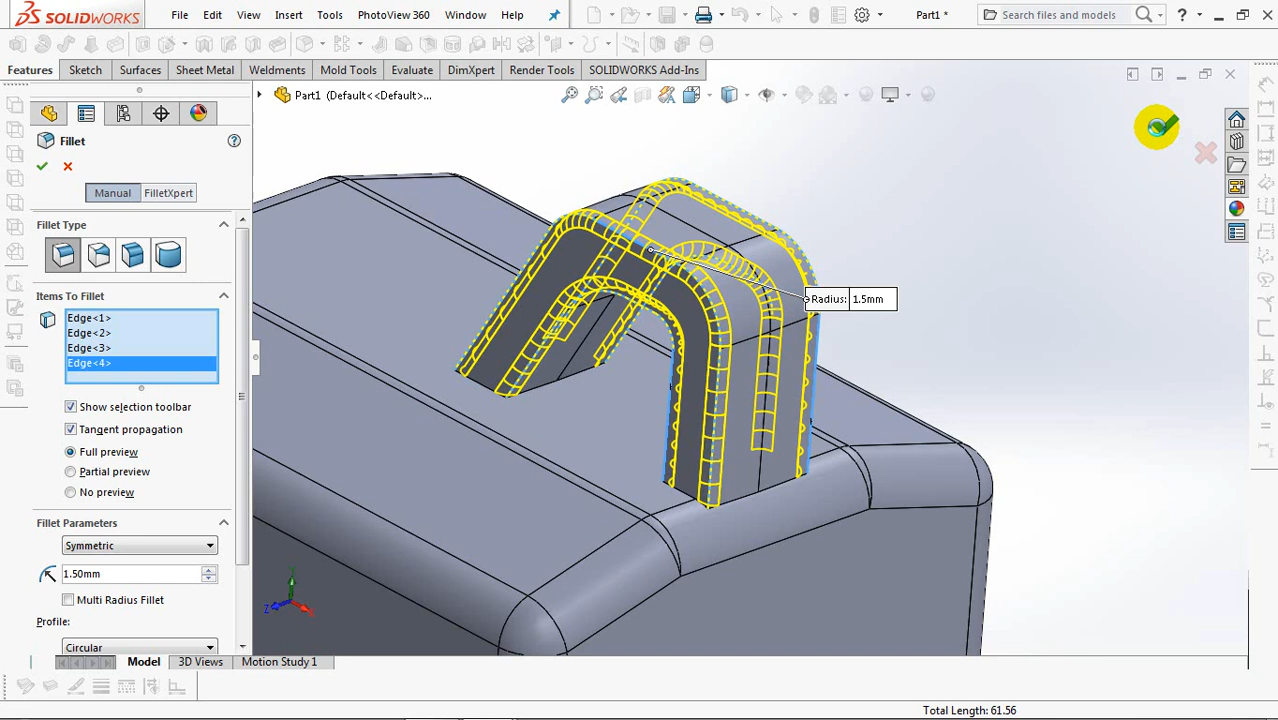 SOLIDWORKS File Edit View Insert Tools PhotoView 360 Window Help Part1 * Search files and models ?
Features Sketch Surfaces Sheet Metal Weldments Mold Tools Evaluate DimXpert Render Tools SOLIDWORKS Add-Ins
Part1 (Default<<Default>...
Fillet ?
Manual FilletXpert
Fillet Type
Items To Fillet
Edge<1>
Edge<2>
Edge<3>
Edge<4>
Radius: 1.5mm
Show selection toolbar
Tangent propagation
Full preview
Partial preview
No preview
Fillet Parameters
Symmetric
1.50mm
Multi Radius Fillet
Profile:
Circular
Y
Z
Model 3D Views Motion Study 1
Total Length: 61.56